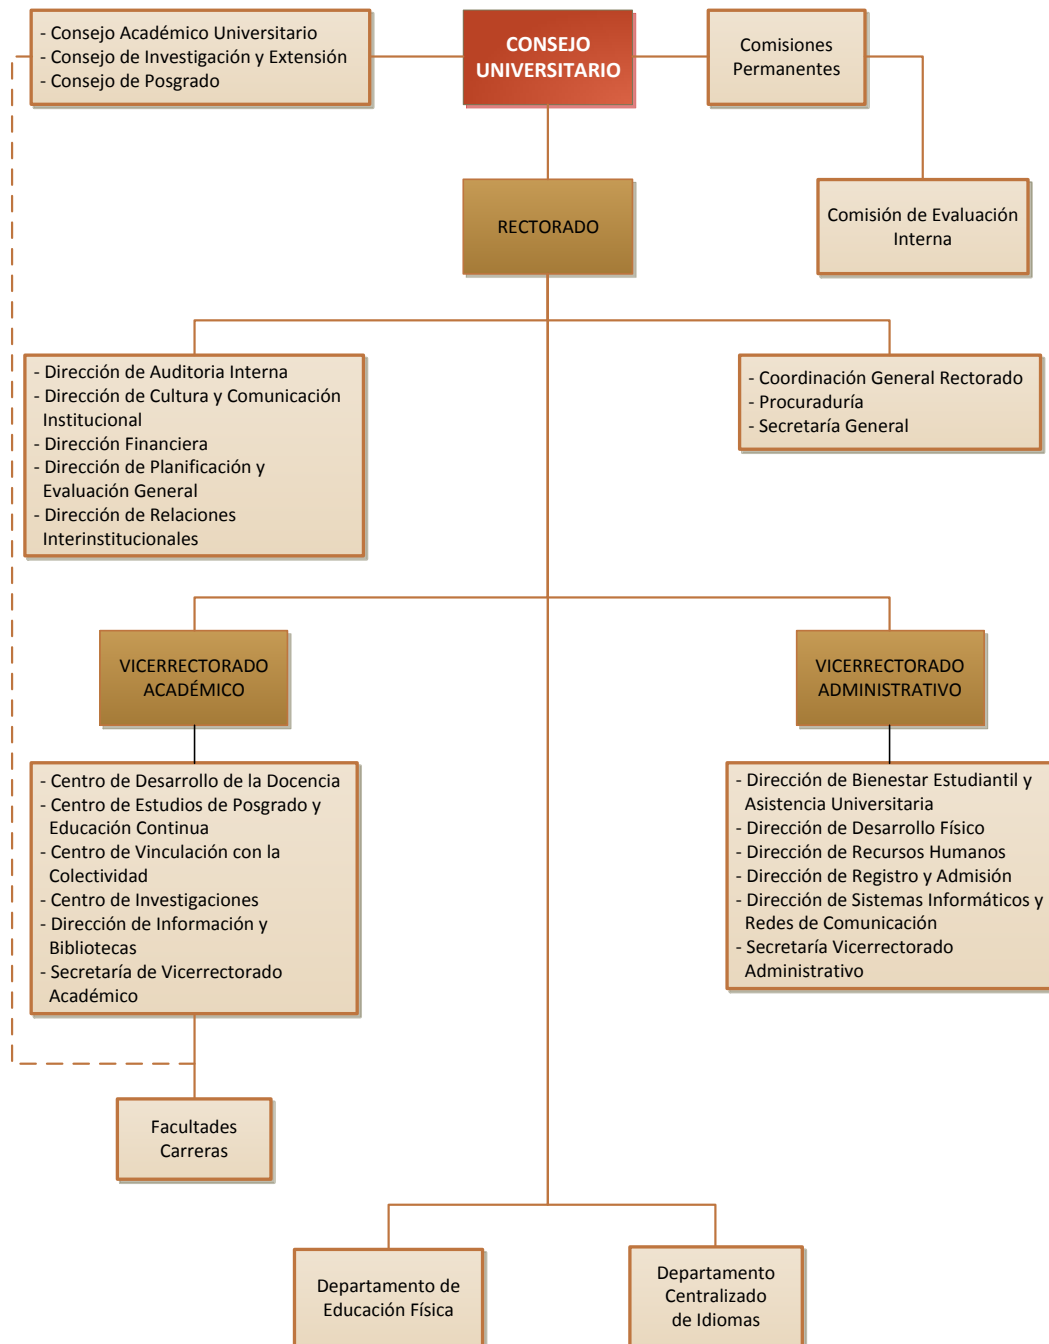 - Consejo Académico Universitario
- Consejo de Investigación y Extensión
- Consejo de Posgrado
CONSEJO
UNIVERSITARIO
Comisiones
Permanentes
RECTORADO
Comisión de Evaluación
Interna
- Dirección de Auditoria Interna
- Dirección de Cultura y Comunicación
Institucional
- Dirección Financiera
- Dirección de Planificación y
Evaluación General
- Dirección de Relaciones
Interinstitucionales
- Coordinación General Rectorado
- Procuraduría
- Secretaría General
VICERRECTORADO
ACADÉMICO
VICERRECTORADO
ADMINISTRATIVO
- Centro de Desarrollo de la Docencia
- Centro de Estudios de Posgrado y
Educación Continua
- Centro de Vinculación con la
Colectividad
- Centro de Investigaciones
- Dirección de Información y
Bibliotecas
- Secretaría de Vicerrectorado
Académico
- Dirección de Bienestar Estudiantil y
Asistencia Universitaria
- Dirección de Desarrollo Físico
- Dirección de Recursos Humanos
- Dirección de Registro y Admisión
- Dirección de Sistemas Informáticos y
Redes de Comunicación
- Secretaría Vicerrectorado
Administrativo
Facultades
Carreras
Departamento de
Educación Física
Departamento
Centralizado
de Idiomas